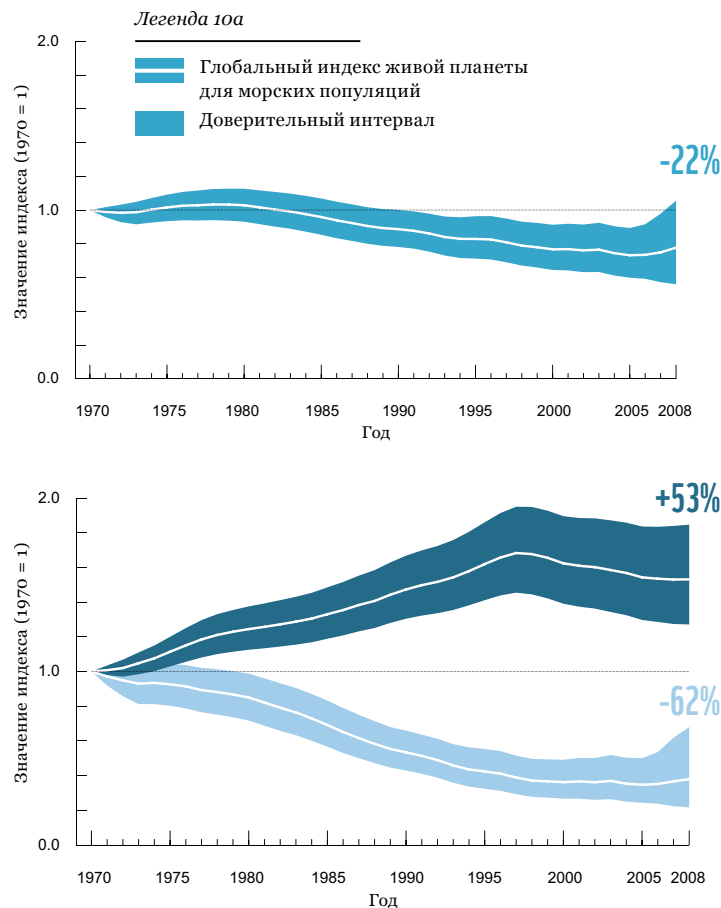 Легенда 10а
Глобальный индекс живой планеты
для морских популяций
Доверительный интервал
-22%
Значение индекса (1970 = 1)
2.0
1.0
0.0
1970 1975 1980 1985 1990 1995 2000 2005 2008
Год
+53%
-62%
Значение индекса (1970 = 1)
2.0
1.0
0.0
1970 1975 1980 1985 1990 1995 2000 2005 2008
Год